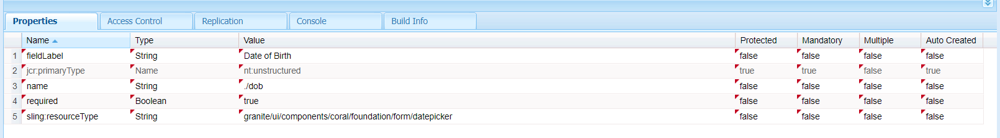 Properties Access Control Replication Console Build Info
Name Type Value Protected Mandatory Multiple Auto Created
1 fieldLabel String Date of Birth false false false false
2 jcr:primaryType Name nt:unstructured true true false true
3 name String ./dob false false false false
4 required Boolean true false false false false
5 sling:resourceType String granite/ui/components/coral/foundation/form/datepicker false false false false